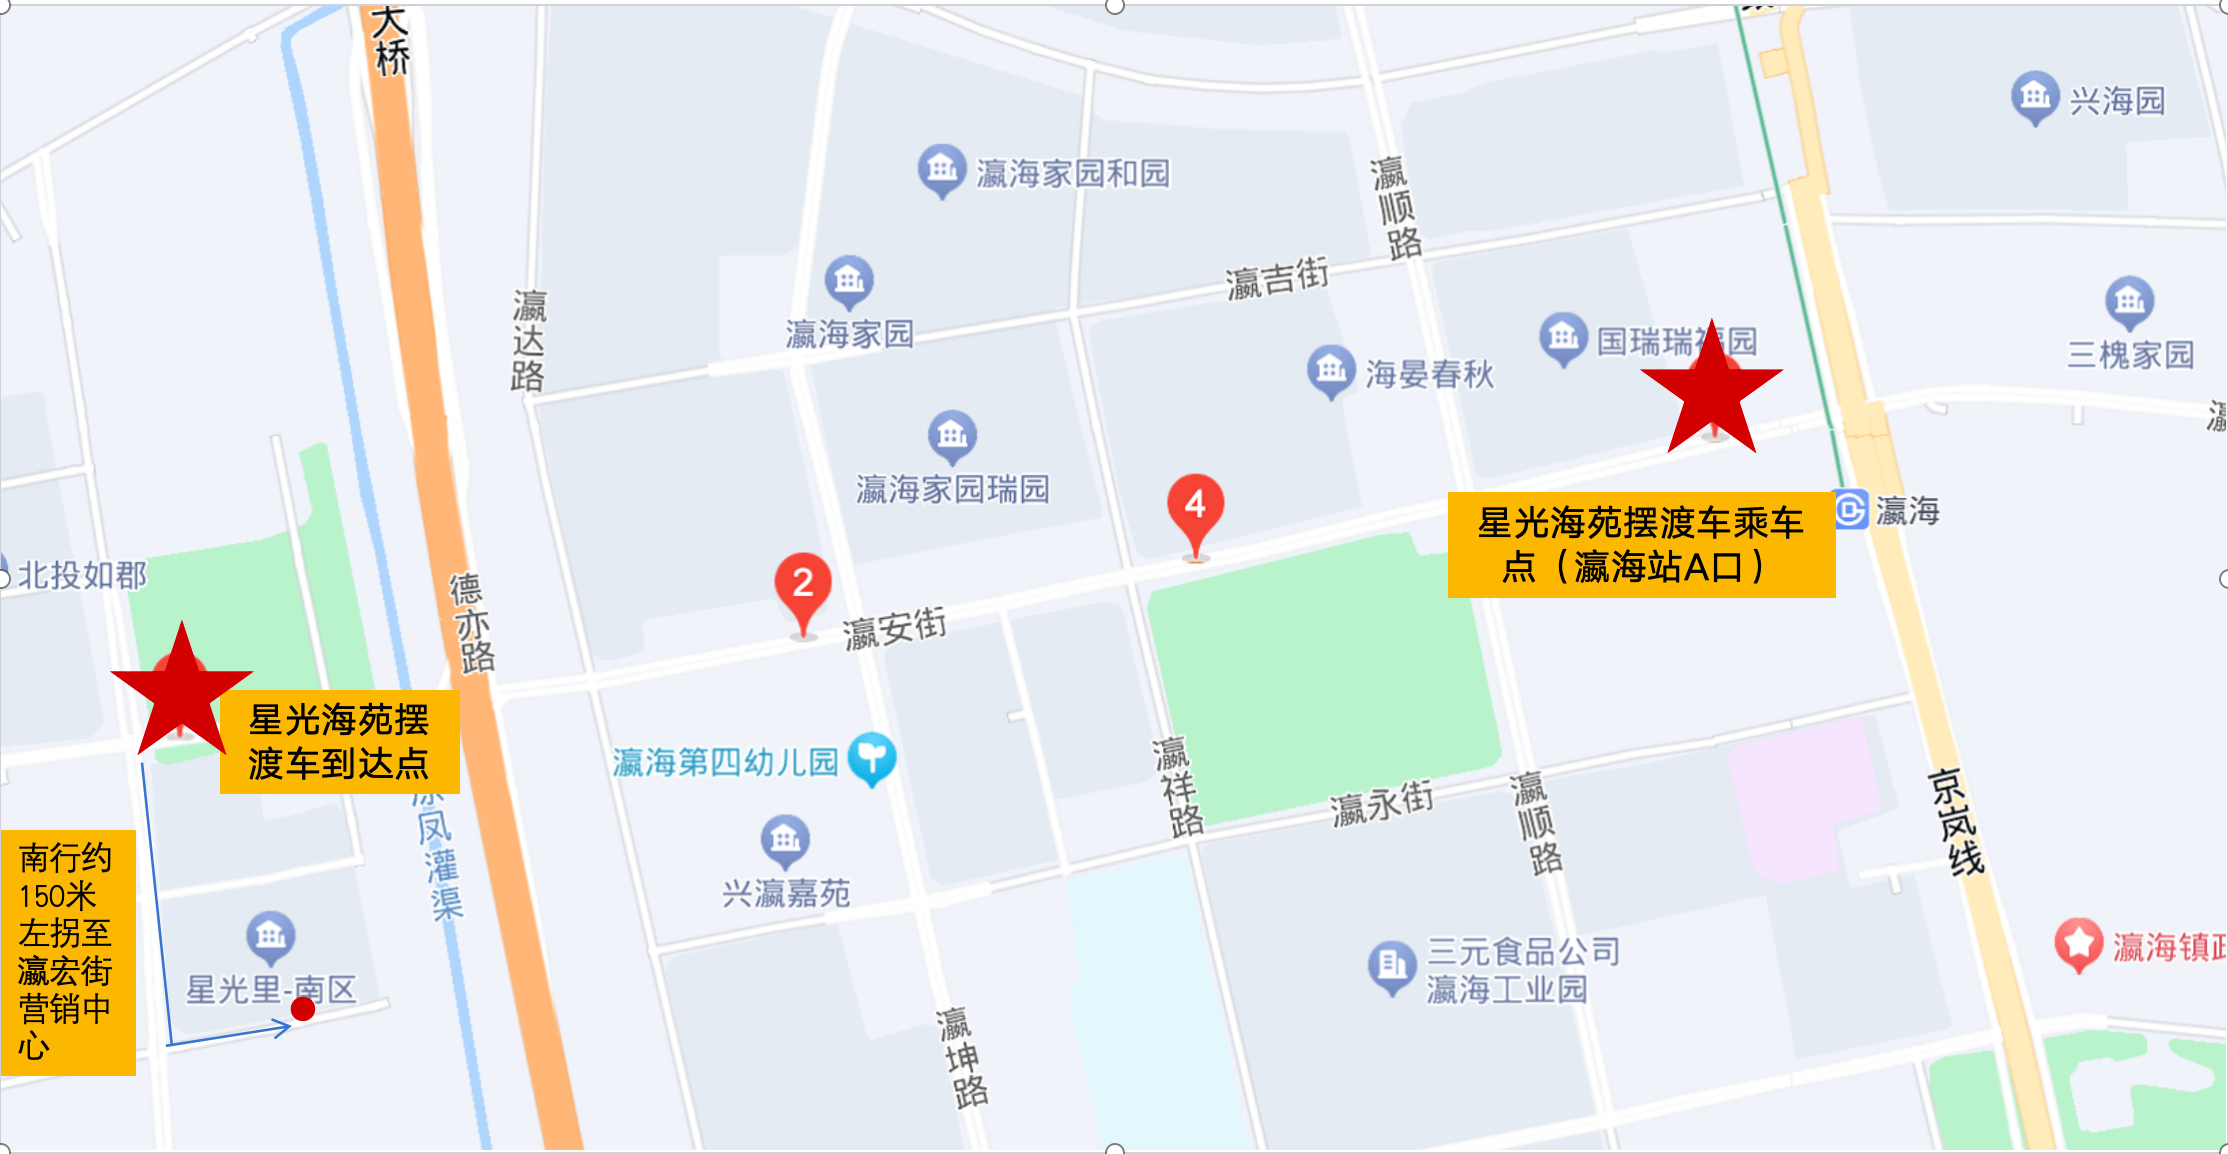 大桥
兴海园
瀛海家园和园
瀛顺路
瀛吉街
瀛海家园
瀛达路
国瑞瑞福园
三槐家园
海晏春秋
瀛
瀛海家园瑞园
4
星光海苑摆渡车乘车
点（瀛海站A口）
瀛海
北投如郡
德亦路
2
瀛安街
星光海苑摆
渡车到达点
瀛海第四幼儿园
凤灌渠
瀛祥路
瀛永街
瀛顺路
京岚线
南行约
150米
左拐至
瀛宏街
营销中
心
兴瀛嘉苑
星光里-南区
三元食品公司
瀛海工业园
瀛海镇政
瀛坤路